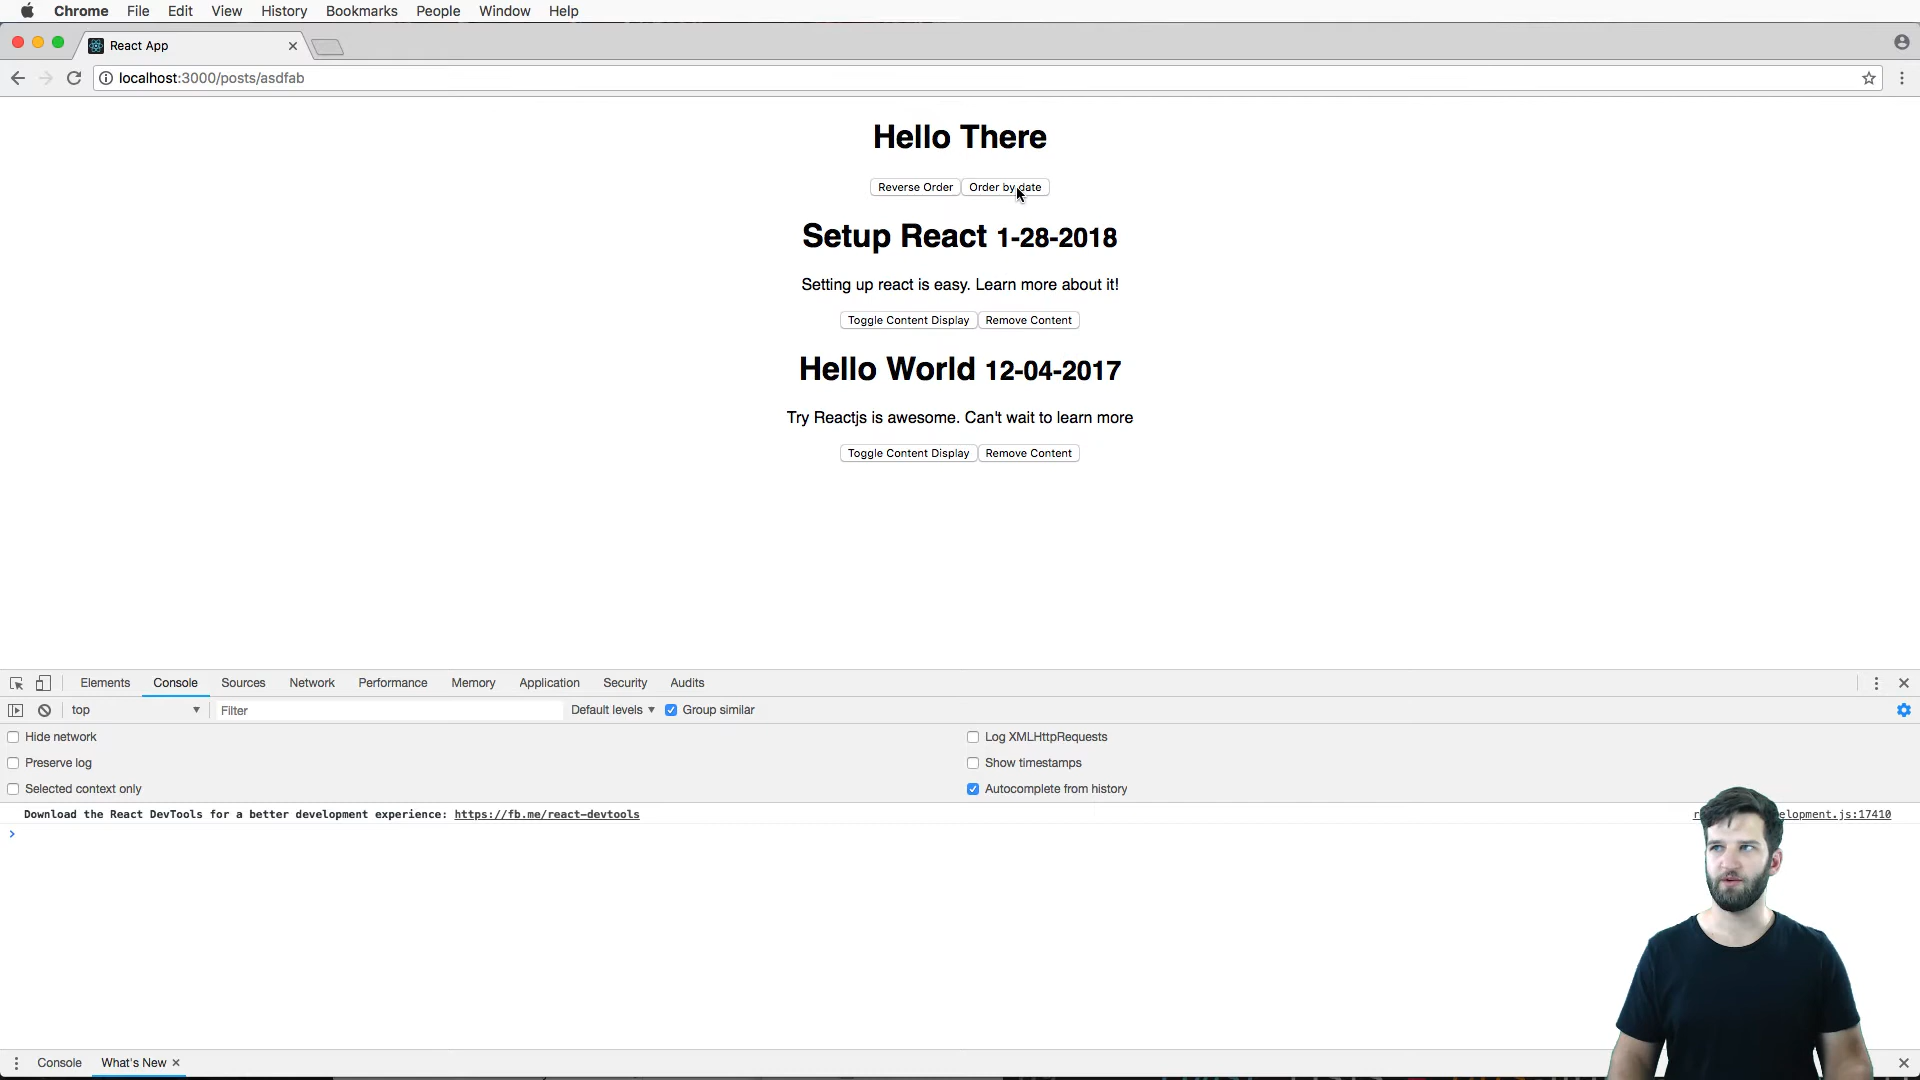 Chrome File Edit View History Bookmarks People Window Help
React App
localhost:3000/posts/asdfab
Hello There
Reverse Order Order by date
Setup React 1-28-2018
Setting up react is easy. Learn more about it!
Toggle Content Display Remove Content
Hello World 12-04-2017
Try Reactjs is awesome. Can't wait to learn more
Toggle Content Display Remove Content
Elements Console Sources Network Performance Memory Application Security Audits
top Filter Default levels Group similar
Hide network Log XMLHttpRequests
Preserve log Show timestamps
Selected context only Autocomplete from history
Download the React DevTools for a better development experience: https://fb.me/react-devtools elopment.js:17410
Console What's New